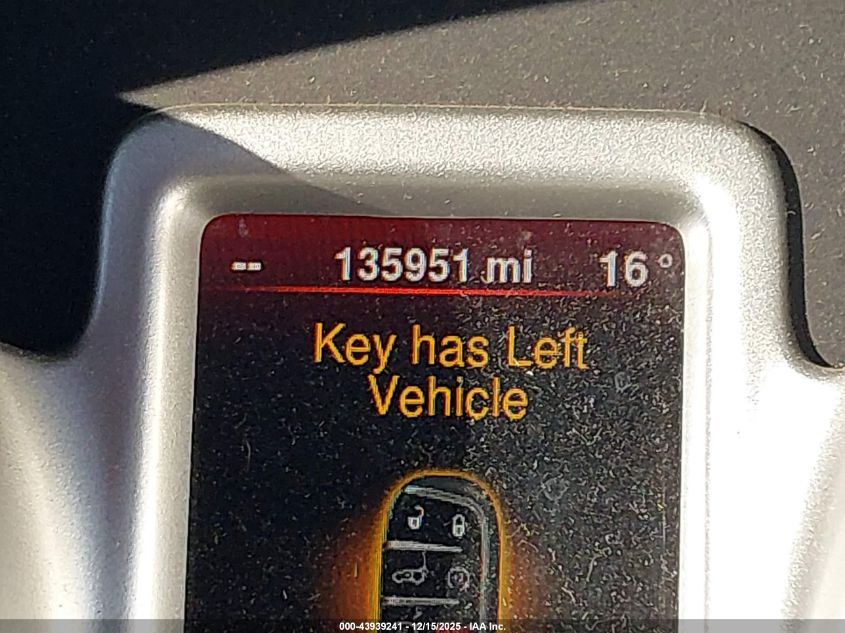 -- 135951 mi 16°
Key has Left
Vehicle
000-43939241 - 12/15/2025 - IAA Inc.